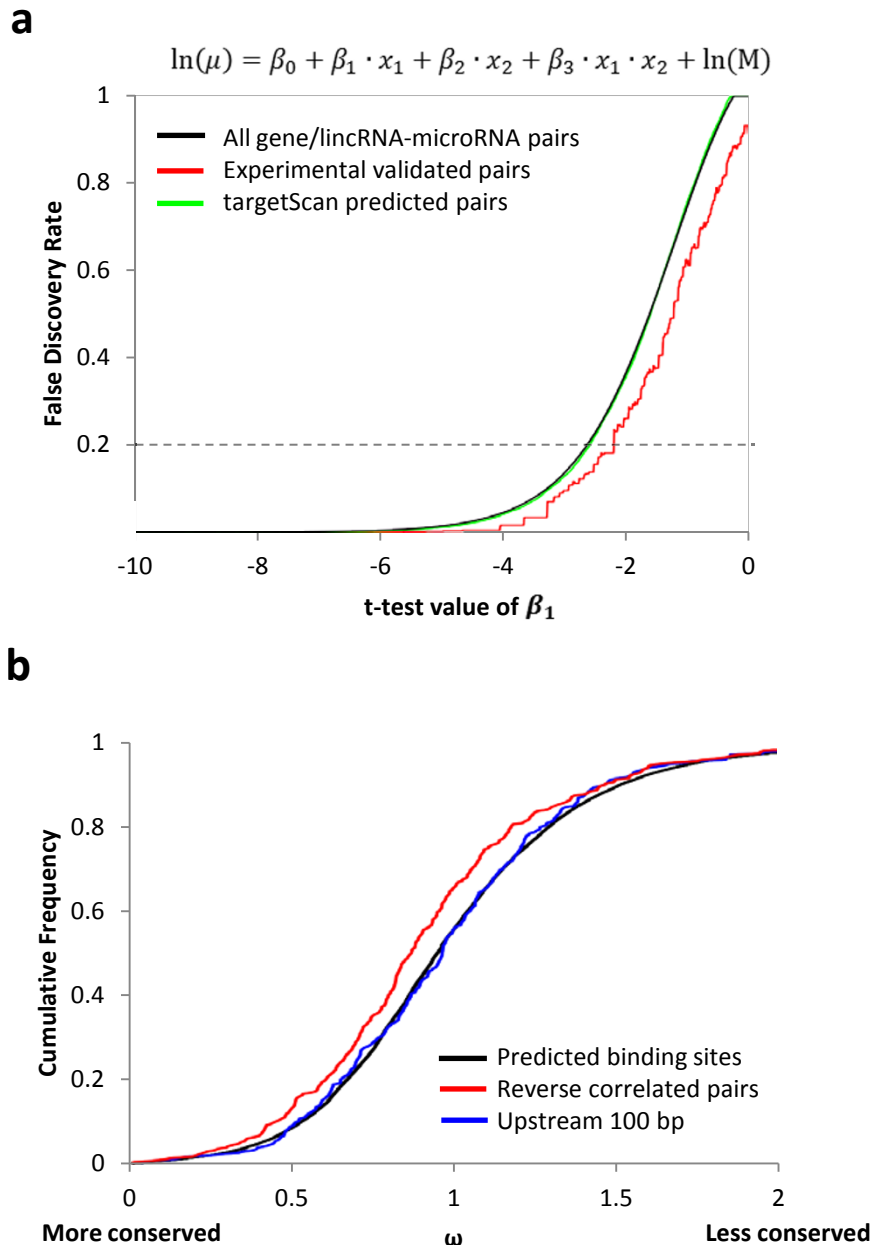 a
ln(μ) = β₀ + β₁ · x₁ + β₂ · x₂ + β₃ · x₁ · x₂ + ln(M)
1
0.8
0.6
0.4
0.2
False Discovery Rate
All gene/lincRNA-microRNA pairs
Experimental validated pairs
targetScan predicted pairs
-10 -8 -6 -4 -2 0
t-test value of β₁
b
1
0.8
0.6
0.4
0.2
0
Cumulative Frequency
Predicted binding sites
Reverse correlated pairs
Upstream 100 bp
0 0.5 1 1.5 2
More conserved ω Less conserved